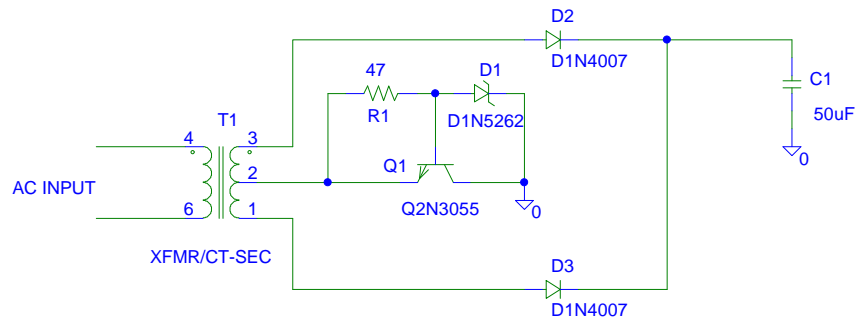 D2
D1N4007
47
R1
D1
D1N5262
C1
50uF
0
T1
4
3
2
6
1
AC INPUT
XFMR/CT-SEC
Q1
Q2N3055
0
D3
D1N4007